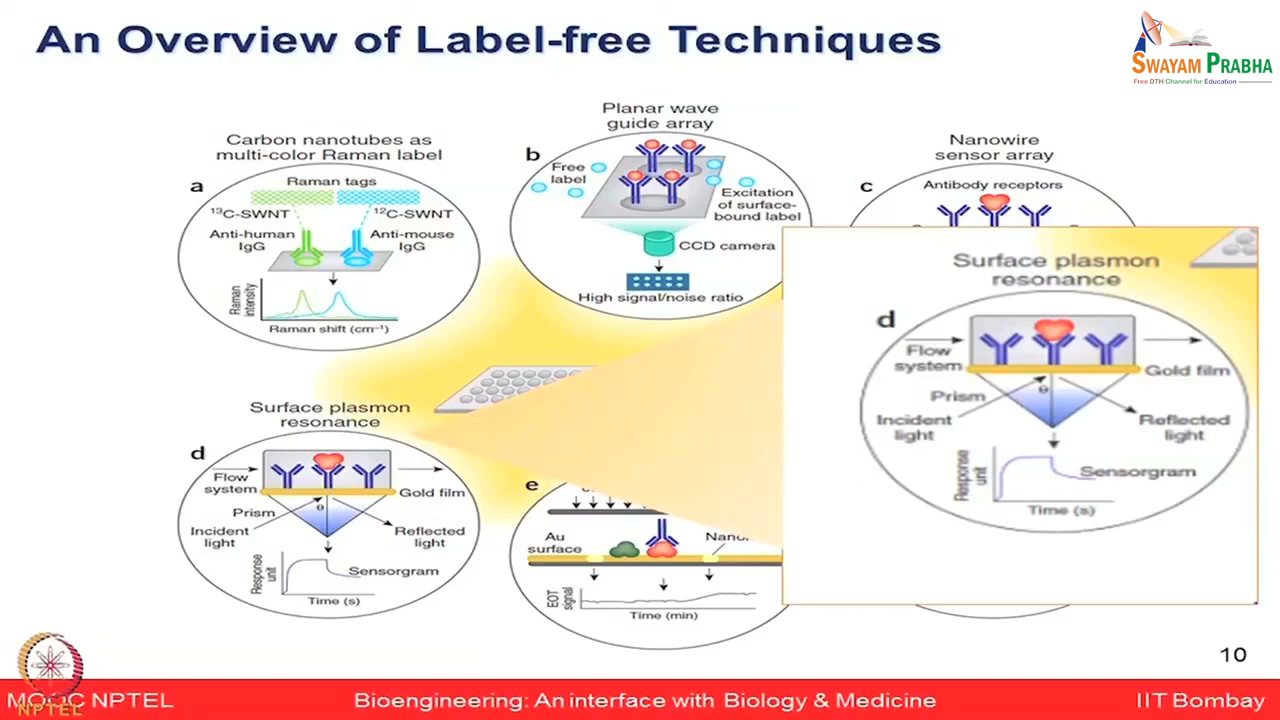 An Overview of Label-free Techniques
SWAYAM PRABHA
Free DTH Channel for Education
Carbon nanotubes as
multi-color Raman label
a
Raman tags
¹³C-SWNT
¹²C-SWNT
Anti-human
IgG
Anti-mouse
IgG
Raman
intensity
Raman shift (cm⁻¹)
Planar wave
guide array
b
Free
label
Excitation
of surface-
bound label
CCD camera
High signal/noise ratio
Nanowire
sensor array
c
Antibody receptors
Surface plasmon
resonance
d
Flow
system
Gold film
Prism
θ
Incident
light
Reflected
light
Response
unit
Sensorgram
Time (s)
e
Au
surface
EOT
signal
Time (min)
Surface plasmon
resonance
d
Flow
system
Gold film
Prism
θ
Incident
light
Reflected
light
Response
unit
Sensorgram
Time (s)
10
MOOC NPTEL
Bioengineering: An interface with Biology & Medicine
IIT Bombay
NPTEL